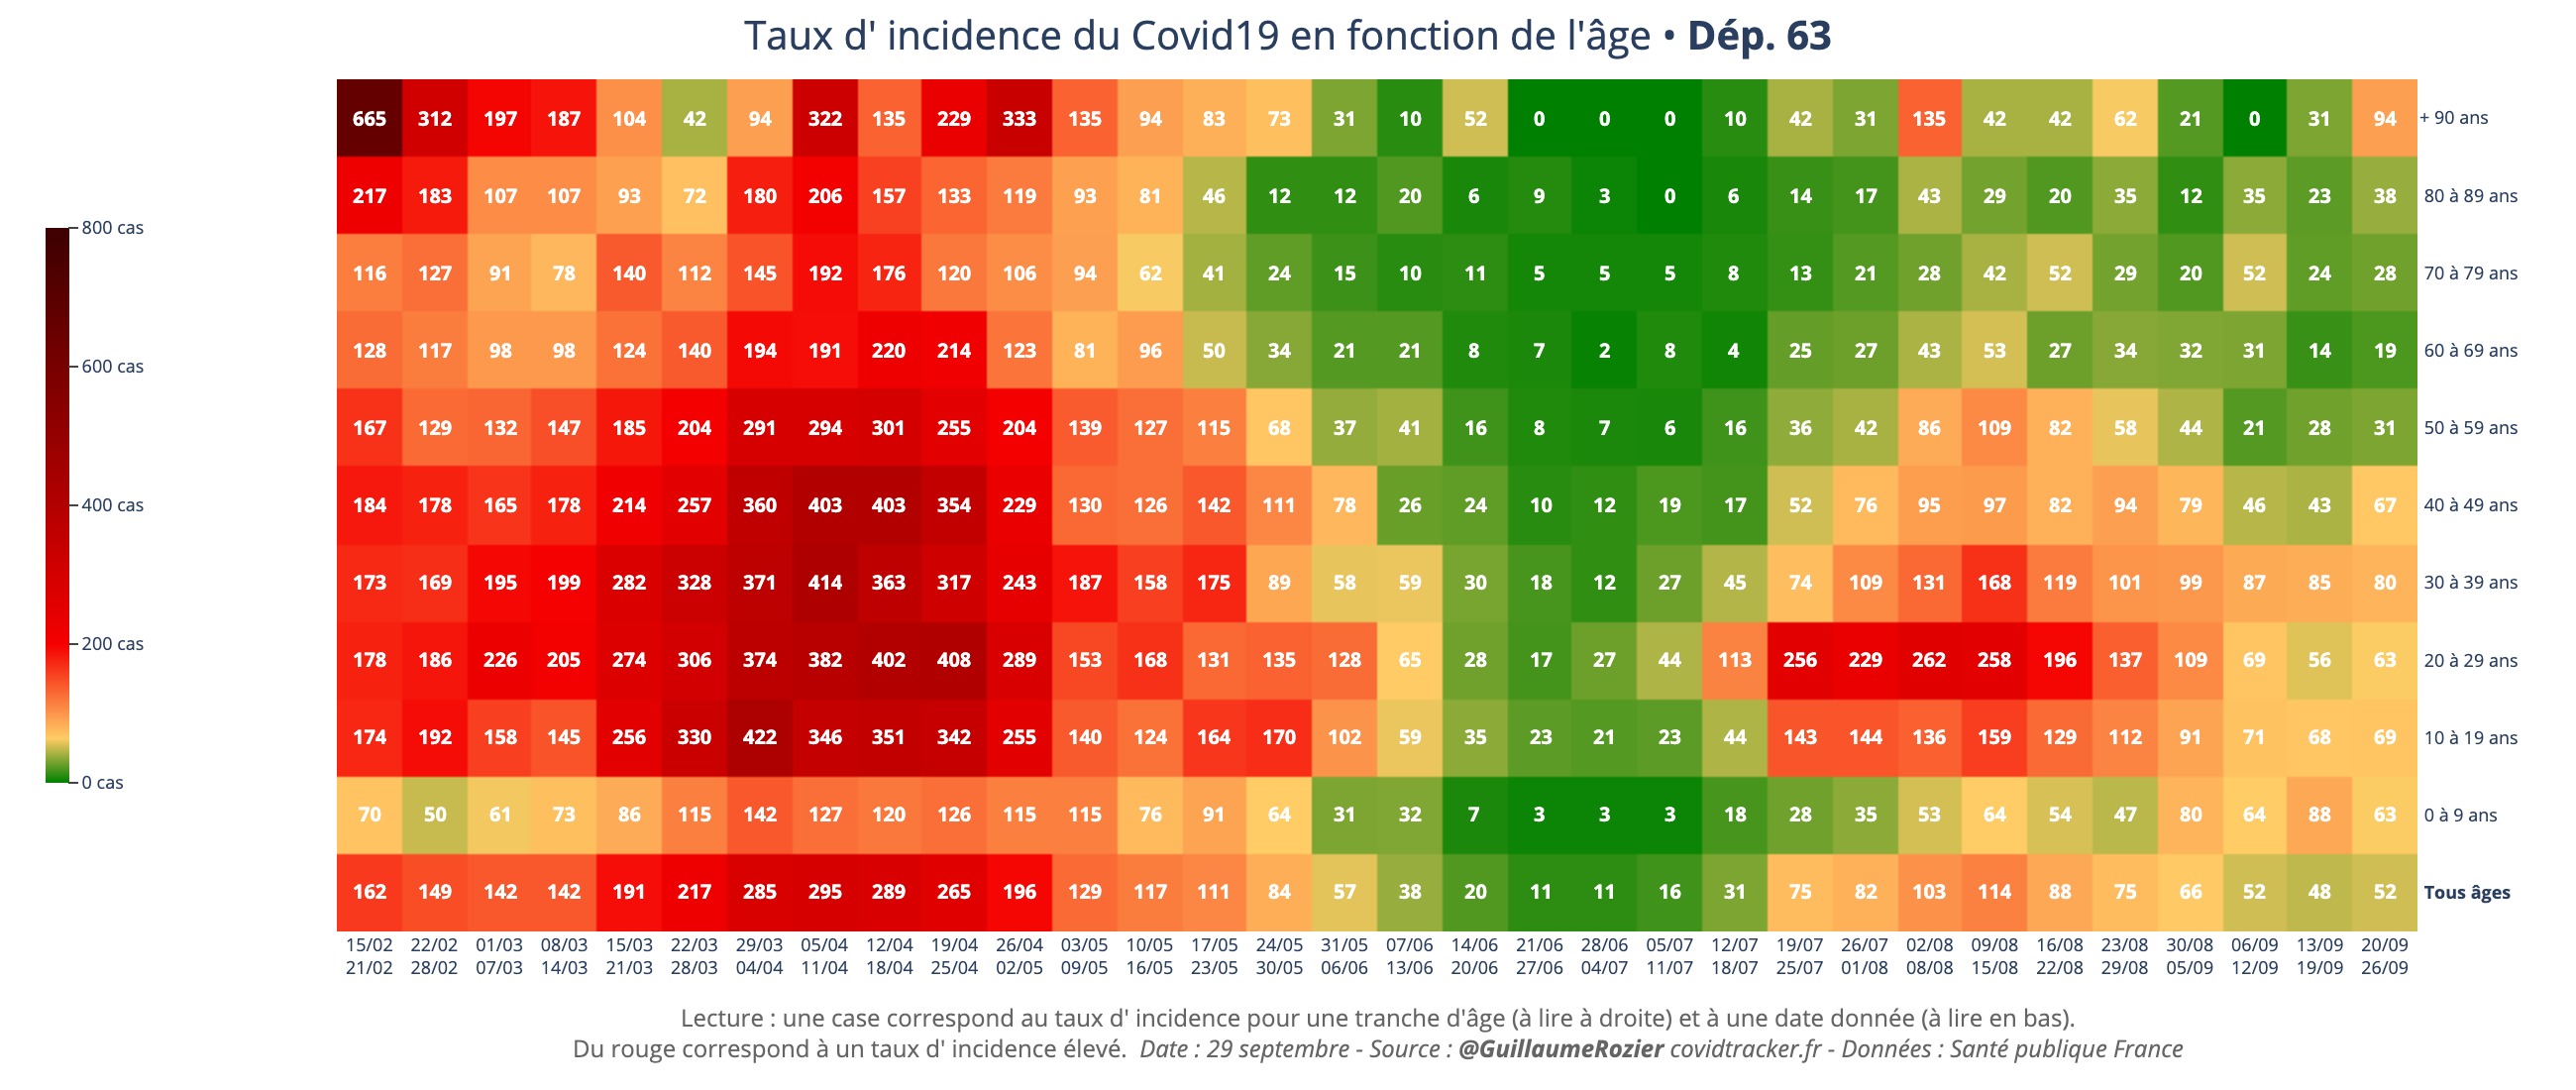 Taux d' incidence du Covid19 en fonction de l'âge • Dép. 63
800 cas
600 cas
400 cas
200 cas
0 cas
665 312 197 187 104 42 94 322 135 229 333 135 94 83 73 31 10 52 0 0 0 10 42 31 135 42 42 62 21 0 31 94 + 90 ans
217 183 107 107 93 72 180 206 157 133 119 93 81 46 12 12 20 6 9 3 0 6 14 17 43 29 20 35 12 35 23 38 80 à 89 ans
116 127 91 78 140 112 145 192 176 120 106 94 62 41 24 15 10 11 5 5 5 8 13 21 28 42 52 29 20 52 24 28 70 à 79 ans
128 117 98 98 124 140 194 191 220 214 123 81 96 50 34 21 21 8 7 2 8 4 25 27 43 53 27 34 32 31 14 19 60 à 69 ans
167 129 132 147 185 204 291 294 301 255 204 139 127 115 68 37 41 16 8 7 6 16 36 42 86 109 82 58 44 21 28 31 50 à 59 ans
184 178 165 178 214 257 360 403 403 354 229 130 126 142 111 78 26 24 10 12 19 17 52 76 95 97 82 94 79 46 43 67 40 à 49 ans
173 169 195 199 282 328 371 414 363 317 243 187 158 175 89 58 59 30 18 12 27 45 74 109 131 168 119 101 99 87 85 80 30 à 39 ans
178 186 226 205 274 306 374 382 402 408 289 153 168 131 135 128 65 28 17 27 44 113 256 229 262 258 196 137 109 69 56 63 20 à 29 ans
174 192 158 145 256 330 422 346 351 342 255 140 124 164 170 102 59 35 23 21 23 44 143 144 136 159 129 112 91 71 68 69 10 à 19 ans
70 50 61 73 86 115 142 127 120 126 115 115 76 91 64 31 32 7 3 3 3 18 28 35 53 64 54 47 80 64 88 63 0 à 9 ans
162 149 142 142 191 217 285 295 289 265 196 129 117 111 84 57 38 20 11 11 16 31 75 82 103 114 88 75 66 52 48 52 Tous âges
15/02 22/02 01/03 08/03 15/03 22/03 29/03 05/04 12/04 19/04 26/04 03/05 10/05 17/05 24/05 31/05 07/06 14/06 21/06 28/06 05/07 12/07 19/07 26/07 02/08 09/08 16/08 23/08 30/08 06/09 13/09 20/09
21/02 28/02 07/03 14/03 21/03 28/03 04/04 11/04 18/04 25/04 02/05 09/05 16/05 23/05 30/05 06/06 13/06 20/06 27/06 04/07 11/07 18/07 25/07 01/08 08/08 15/08 22/08 29/08 05/09 12/09 19/09 26/09
Lecture : une case correspond au taux d' incidence pour une tranche d'âge (à lire à droite) et à une date donnée (à lire en bas).
Du rouge correspond à un taux d' incidence élevé. Date : 29 septembre - Source : @GuillaumeRozier covidtracker.fr - Données : Santé publique France